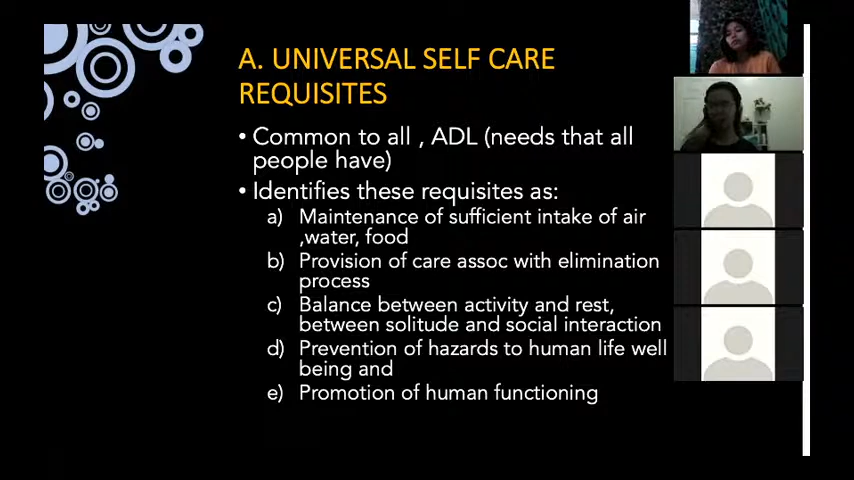 A. UNIVERSAL SELF CARE
REQUISITES
• Common to all , ADL (needs that all
people have)
• Identifies these requisites as:
a) Maintenance of sufficient intake of air
,water, food
b) Provision of care assoc with elimination
process
c) Balance between activity and rest,
between solitude and social interaction
d) Prevention of hazards to human life well
being and
e) Promotion of human functioning